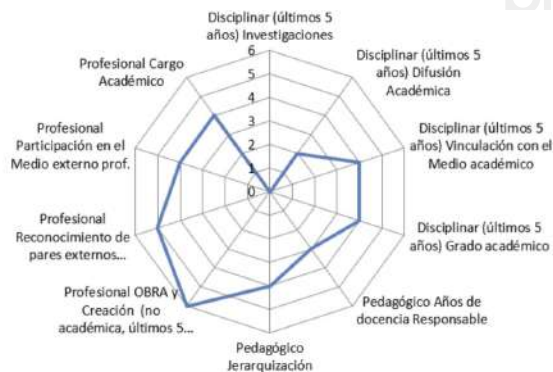 Disciplinar (últimos 5
años) Investigaciones
Disciplinar (últimos 5
años) Difusión
Académica
Disciplinar (últimos 5
años) Vinculación con el
Medio académico
Disciplinar (últimos 5
años) Grado académico
Pedagógico Años de
docencia Responsable
Pedagógico
Jerarquización
Profesional OBRA y
Creación (no
académica, últimos 5...
Profesional
Reconocimiento de
pares externos...
Profesional
Participación en el
Medio externo prof.
Profesional Cargo
Académico
6
5
4
3
2
1
0